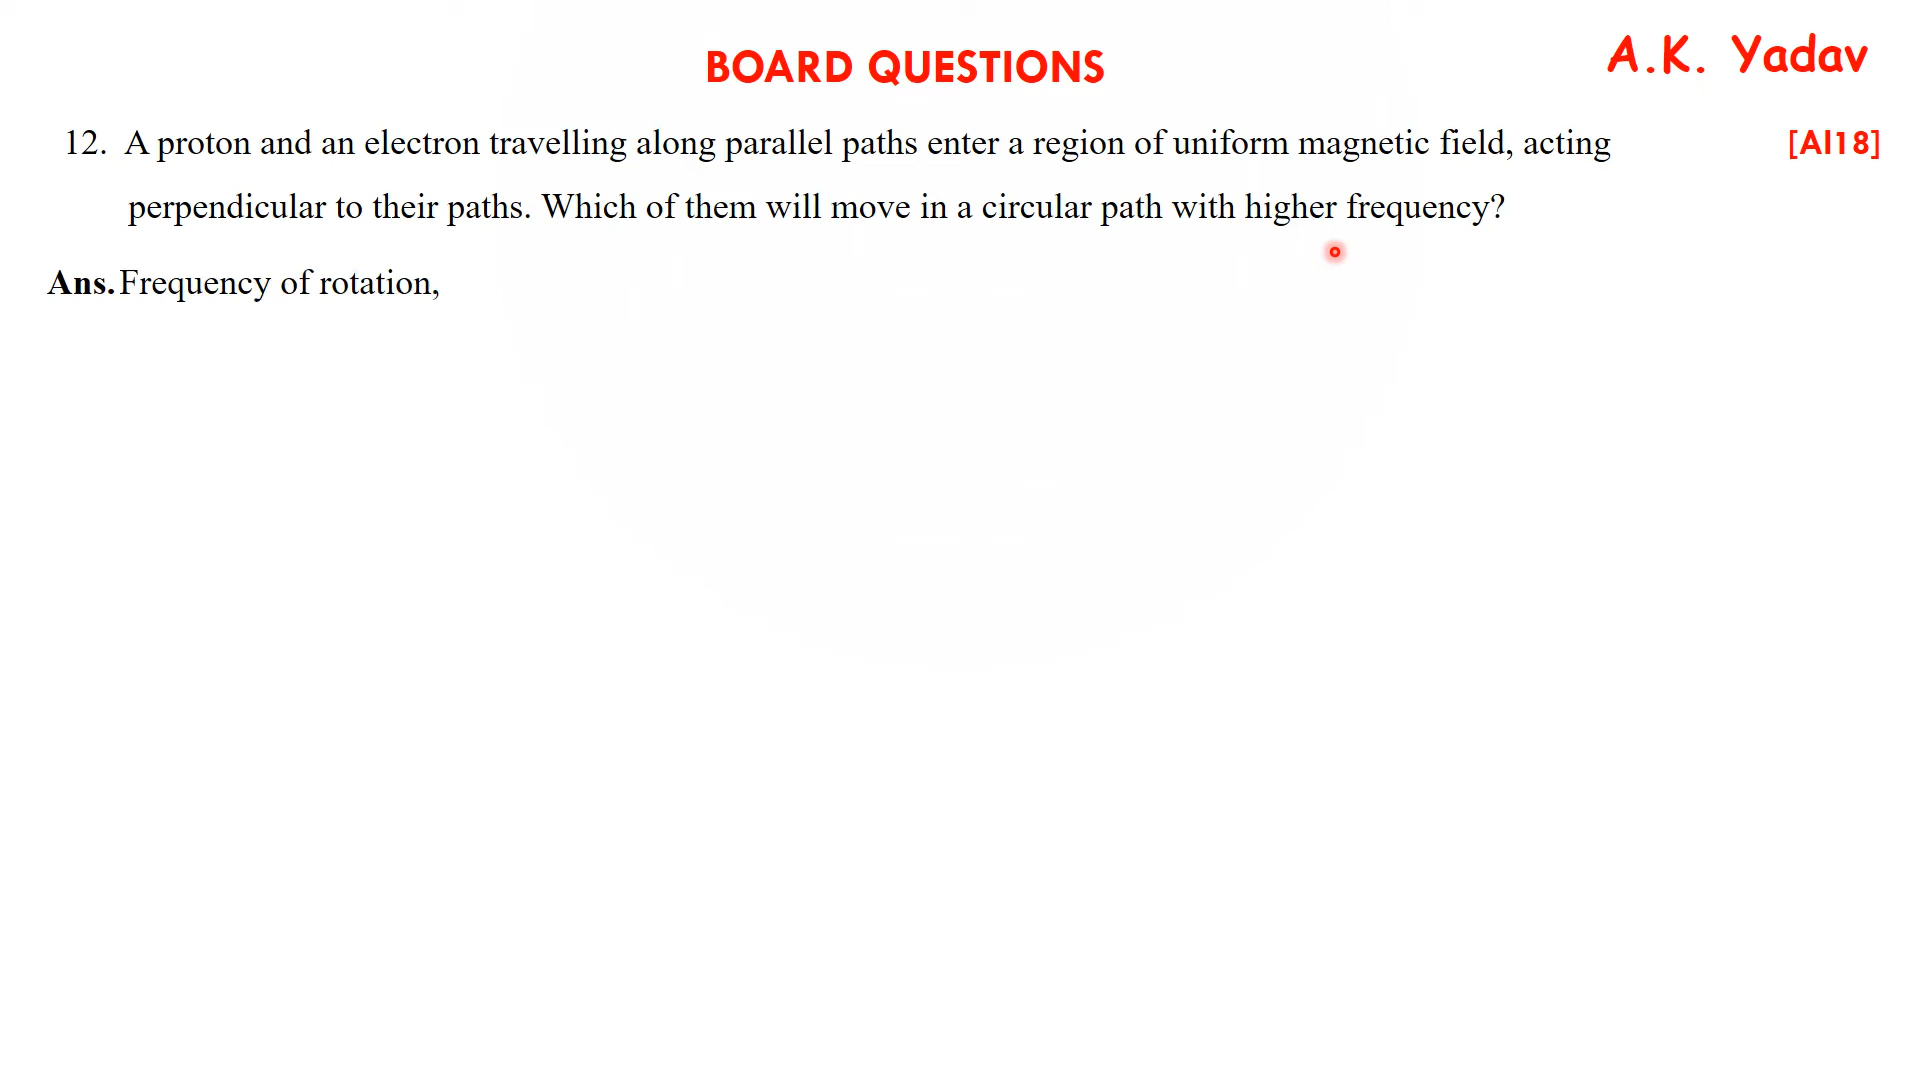 BOARD QUESTIONS
A.K. Yadav
12. A proton and an electron travelling along parallel paths enter a region of uniform magnetic field, acting [AI18]
perpendicular to their paths. Which of them will move in a circular path with higher frequency?
Ans. Frequency of rotation,